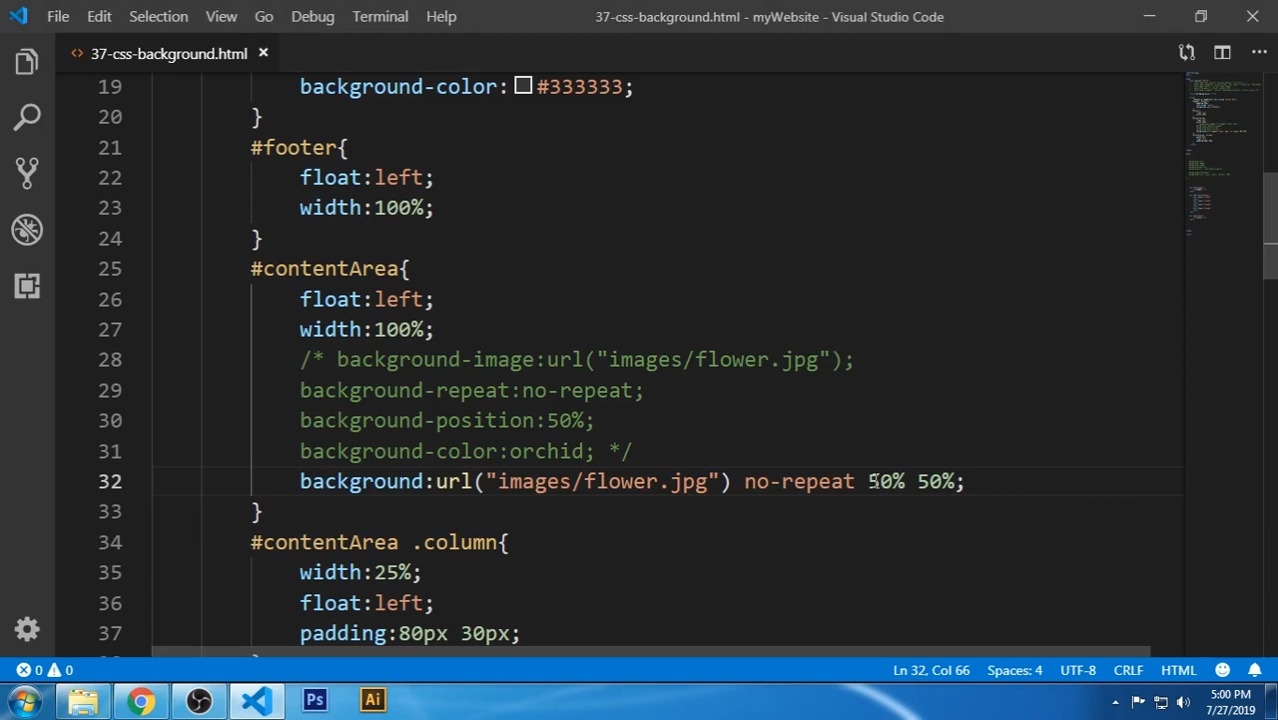 File Edit Selection View Go Debug Terminal Help 37-css-background.html - myWebsite - Visual Studio Code
<> 37-css-background.html ×
19 background-color: #333333;
20 }
21 #footer{
22 float:left;
23 width:100%;
24 }
25 #contentArea{
26 float:left;
27 width:100%;
28 /* background-image:url("images/flower.jpg");
29 background-repeat:no-repeat;
30 background-position:50%;
31 background-color:orchid; */
32 background:url("images/flower.jpg") no-repeat 50% 50%;
33 }
34 #contentArea .column{
35 width:25%;
36 float:left;
37 padding:80px 30px;
0 0 Ln 32, Col 66 Spaces: 4 UTF-8 CRLF HTML
Ps Ai 5:00 PM
7/27/2019